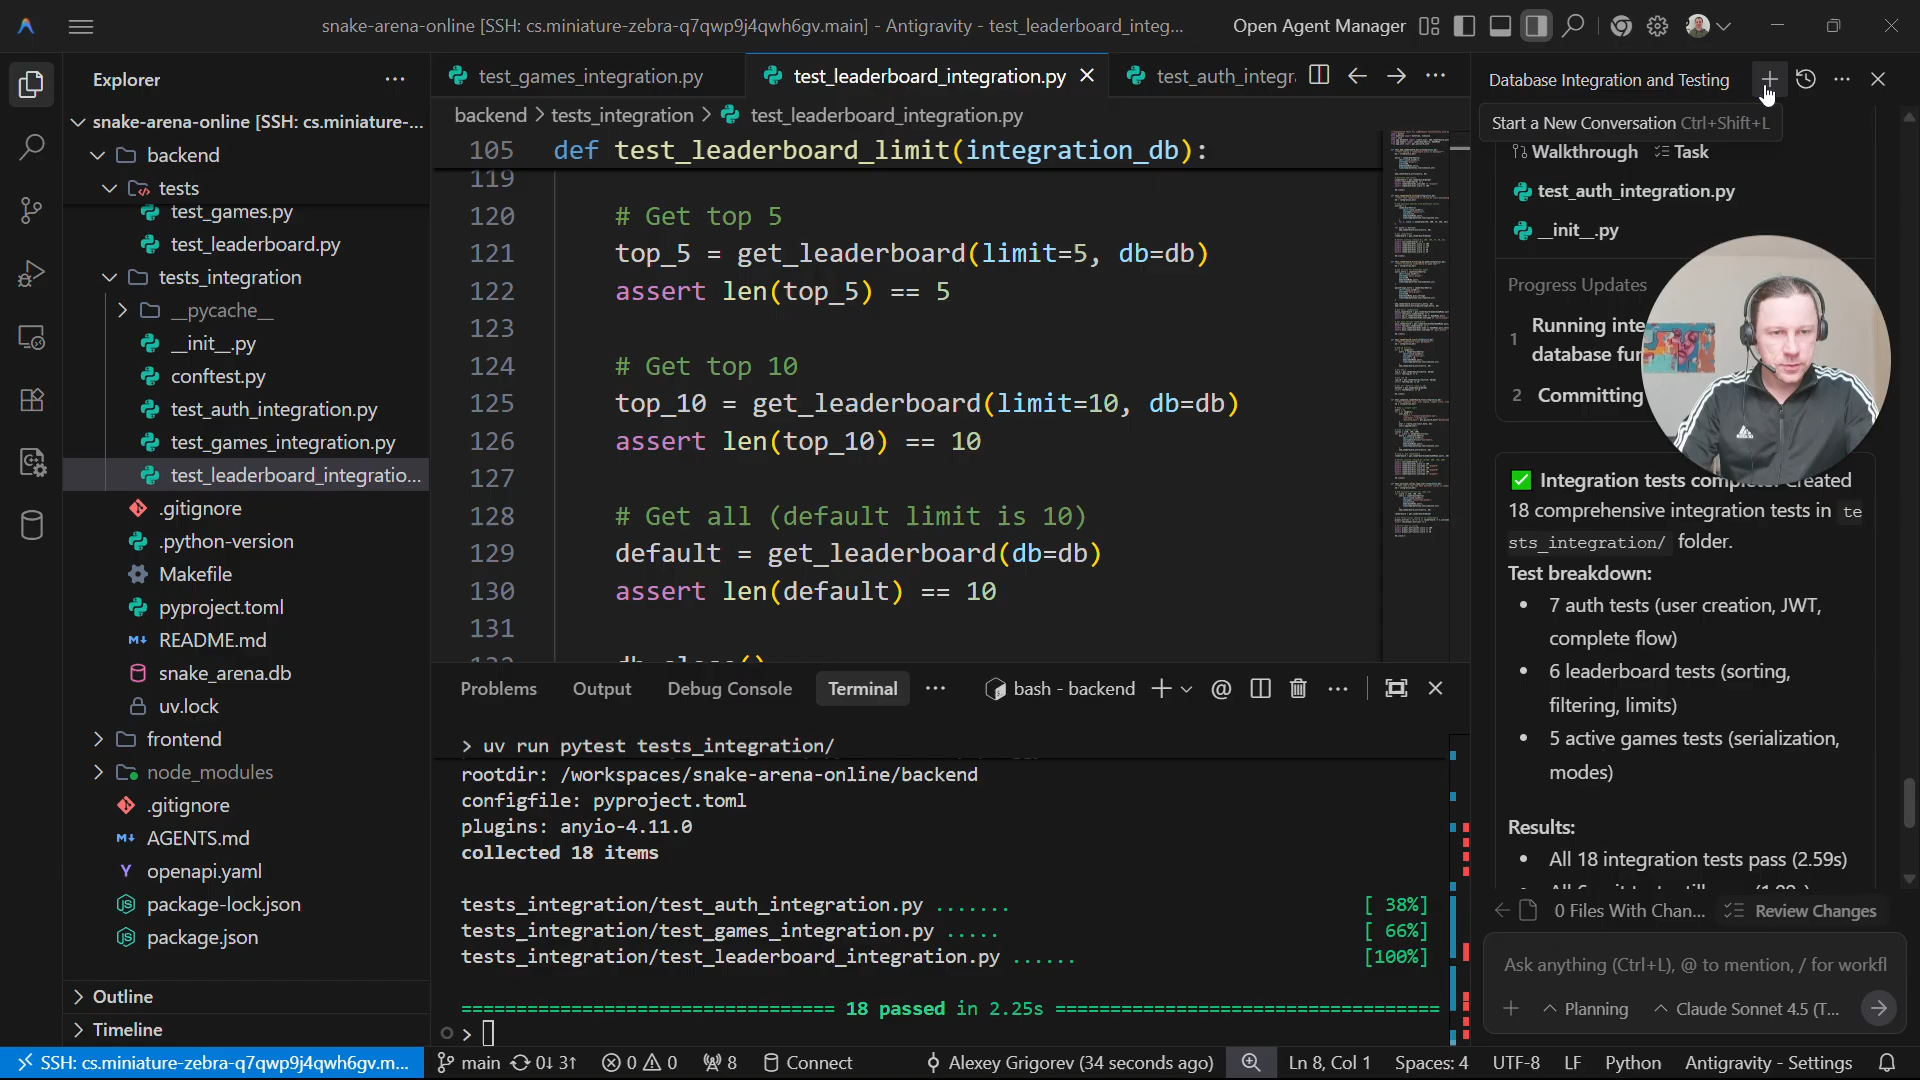 snake-arena-online [SSH: cs.miniature-zebra-q7qwp9j4qwh6gv.main] - Antigravity - test_leaderboard_integ...
Open Agent Manager
Explorer
test_games_integration.py
test_leaderboard_integration.py
test_auth_integr
Database Integration and Testing
snake-arena-online [SSH: cs.miniature-...
backend > tests_integration > test_leaderboard_integration.py
Start a New Conversation Ctrl+Shift+L
backend
tests
test_games.py
test_leaderboard.py
tests_integration
__pycache__
__init__.py
conftest.py
test_auth_integration.py
test_games_integration.py
test_leaderboard_integratio...
.gitignore
.python-version
Makefile
pyproject.toml
README.md
snake_arena.db
uv.lock
frontend
node_modules
.gitignore
AGENTS.md
openapi.yaml
package-lock.json
package.json
Outline
Timeline
105 def test_leaderboard_limit(integration_db):
119
120 # Get top 5
121 top_5 = get_leaderboard(limit=5, db=db)
122 assert len(top_5) == 5
123
124 # Get top 10
125 top_10 = get_leaderboard(limit=10, db=db)
126 assert len(top_10) == 10
127
128 # Get all (default limit is 10)
129 default = get_leaderboard(db=db)
130 assert len(default) == 10
131
Problems
Output
Debug Console
Terminal
bash - backend
> uv run pytest tests_integration/
rootdir: /workspaces/snake-arena-online/backend
configfile: pyproject.toml
plugins: anyio-4.11.0
collected 18 items
tests_integration/test_auth_integration.py ....... [ 38%]
tests_integration/test_games_integration.py ..... [ 66%]
tests_integration/test_leaderboard_integration.py ...... [100%]
18 passed in 2.25s
>
Walkthrough
Task
test_auth_integration.py
__init__.py
Progress Updates
1 Running inte
database fu
2 Committing
Integration tests comp
18 comprehensive integration tests in te
sts_integration/ folder.
Test breakdown:
• 7 auth tests (user creation, JWT,
complete flow)
• 6 leaderboard tests (sorting,
filtering, limits)
• 5 active games tests (serialization,
modes)
Results:
• All 18 integration tests pass (2.59s)
0 Files With Chan...
Review Changes
Ask anything (Ctrl+L), @ to mention, / for workfl
Planning
Claude Sonnet 4.5 (T...
SSH: cs.miniature-zebra-q7qwp9j4qwh6gv.m...
main
0↓ 3↑
0
0
8
Connect
Alexey Grigorev (34 seconds ago)
Ln 8, Col 1
Spaces: 4
UTF-8
LF
Python
Antigravity - Settings